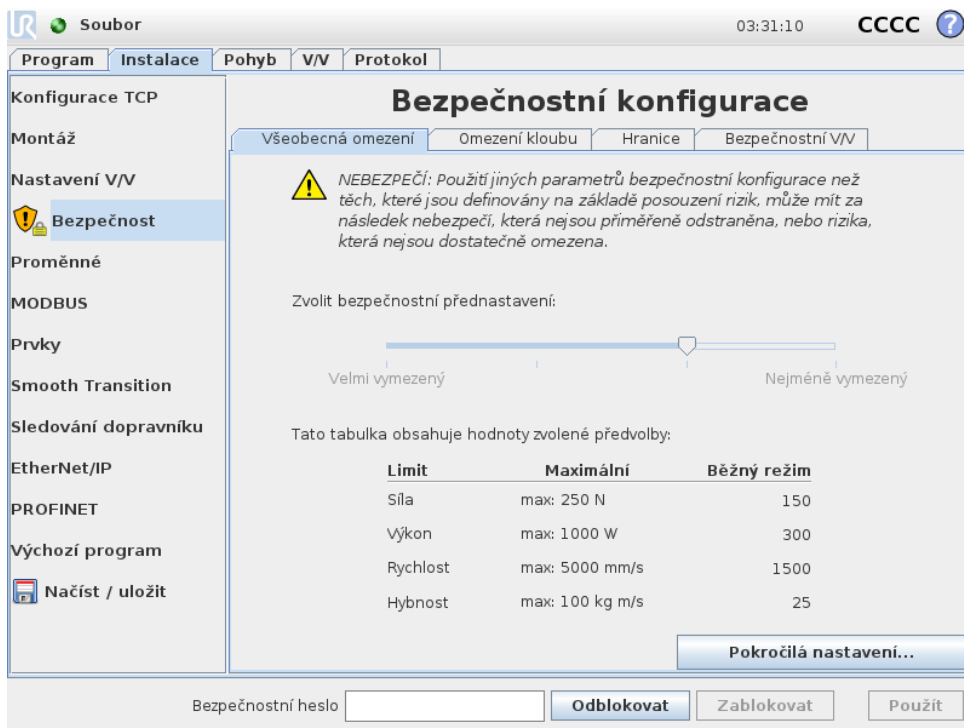 UR Soubor 03:31:10 CCCC ?
Program Instalace Pohyb V/V Protokol
Konfigurace TCP
Montáž
Nastavení V/V
Bezpečnost
Proměnné
MODBUS
Prvky
Smooth Transition
Sledování dopravníku
EtherNet/IP
PROFINET
Výchozí program
Načíst / uložit
Bezpečnostní konfigurace
Všeobecná omezení Omezení kloubu Hranice Bezpečnostní V/V
NEBEZPEČÍ: Použití jiných parametrů bezpečnostní konfigurace než
těch, které jsou definovány na základě posouzení rizik, může mít za
následek nebezpečí, která nejsou přiměřeně odstraněna, nebo rizika,
která nejsou dostatečně omezena.
Zvolit bezpečnostní přednastavení:
Velmi vymezený Nejméně vymezený
Tato tabulka obsahuje hodnoty zvolené předvolby:
Limit Maximální Běžný režim
Síla max: 250 N 150
Výkon max: 1000 W 300
Rychlost max: 5000 mm/s 1500
Hybnost max: 100 kg m/s 25
Pokročilá nastavení...
Bezpečnostní heslo Odblokovat Zablokovat Použít